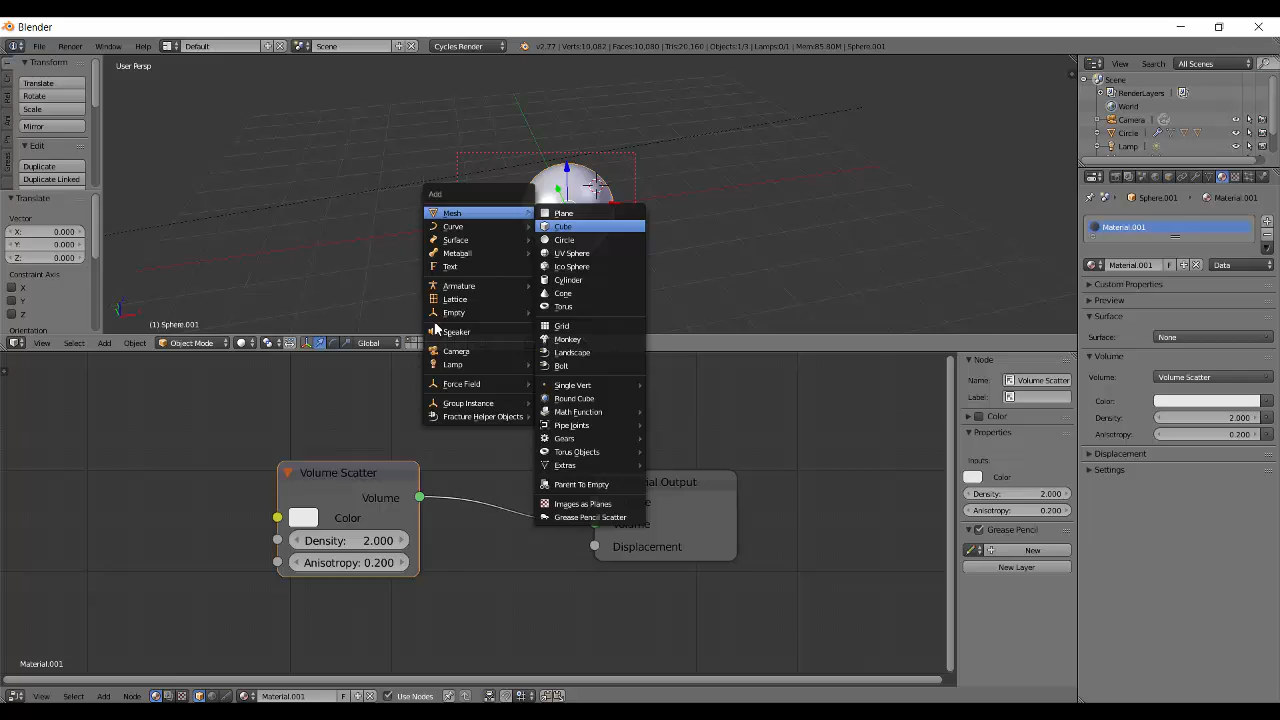 Blender
File Render Window Help Default Scene Cycles Render v2.77 | Verts:10,082 | Faces:10,080 | Tris:20,160 | Objects:1/3 | Lamps:0/1 | Mem:85.80M | Sphere.001
Transform
Translate
Rotate
Scale
Mirror
Edit
Duplicate
Duplicate Linked
Translate
Vector
X: 0.000
Y: 0.000
Z: 0.000
Constraint Axis
X
Y
Z
Orientation
User Persp
(1) Sphere.001
Add
Mesh
Curve
Surface
Metaball
Text
Armature
Lattice
Empty
Speaker
Camera
Lamp
Force Field
Group Instance
Fracture Helper Objects
Plane
Cube
Circle
UV Sphere
Ico Sphere
Cylinder
Cone
Torus
Grid
Monkey
Landscape
Bolt
Single Vert
Round Cube
Math Function
Pipe Joints
Gears
Torus Objects
Extras
Parent To Empty
Images as Planes
Grease Pencil Scatter
View Select Add Object Object Mode Global
Volume Scatter
Volume
Color
Density: 2.000
Anisotropy: 0.200
Displacement
Material.001
View Select Add Node Material.001 F Use Nodes
Node
Name: Volume Scatter
Label:
Color
Properties
Inputs:
Color
Density: 2.000
Anisotropy: 0.200
Grease Pencil
New
New Layer
View Search All Scenes
Scene
RenderLayers
World
Camera
Circle
Lamp
Sphere.001 Material.001
Material.001
Material.001 F Data
Custom Properties
Preview
Surface
Surface: None
Volume
Volume: Volume Scatter
Color:
Density: 2.000
Anisotropy: 0.200
Displacement
Settings